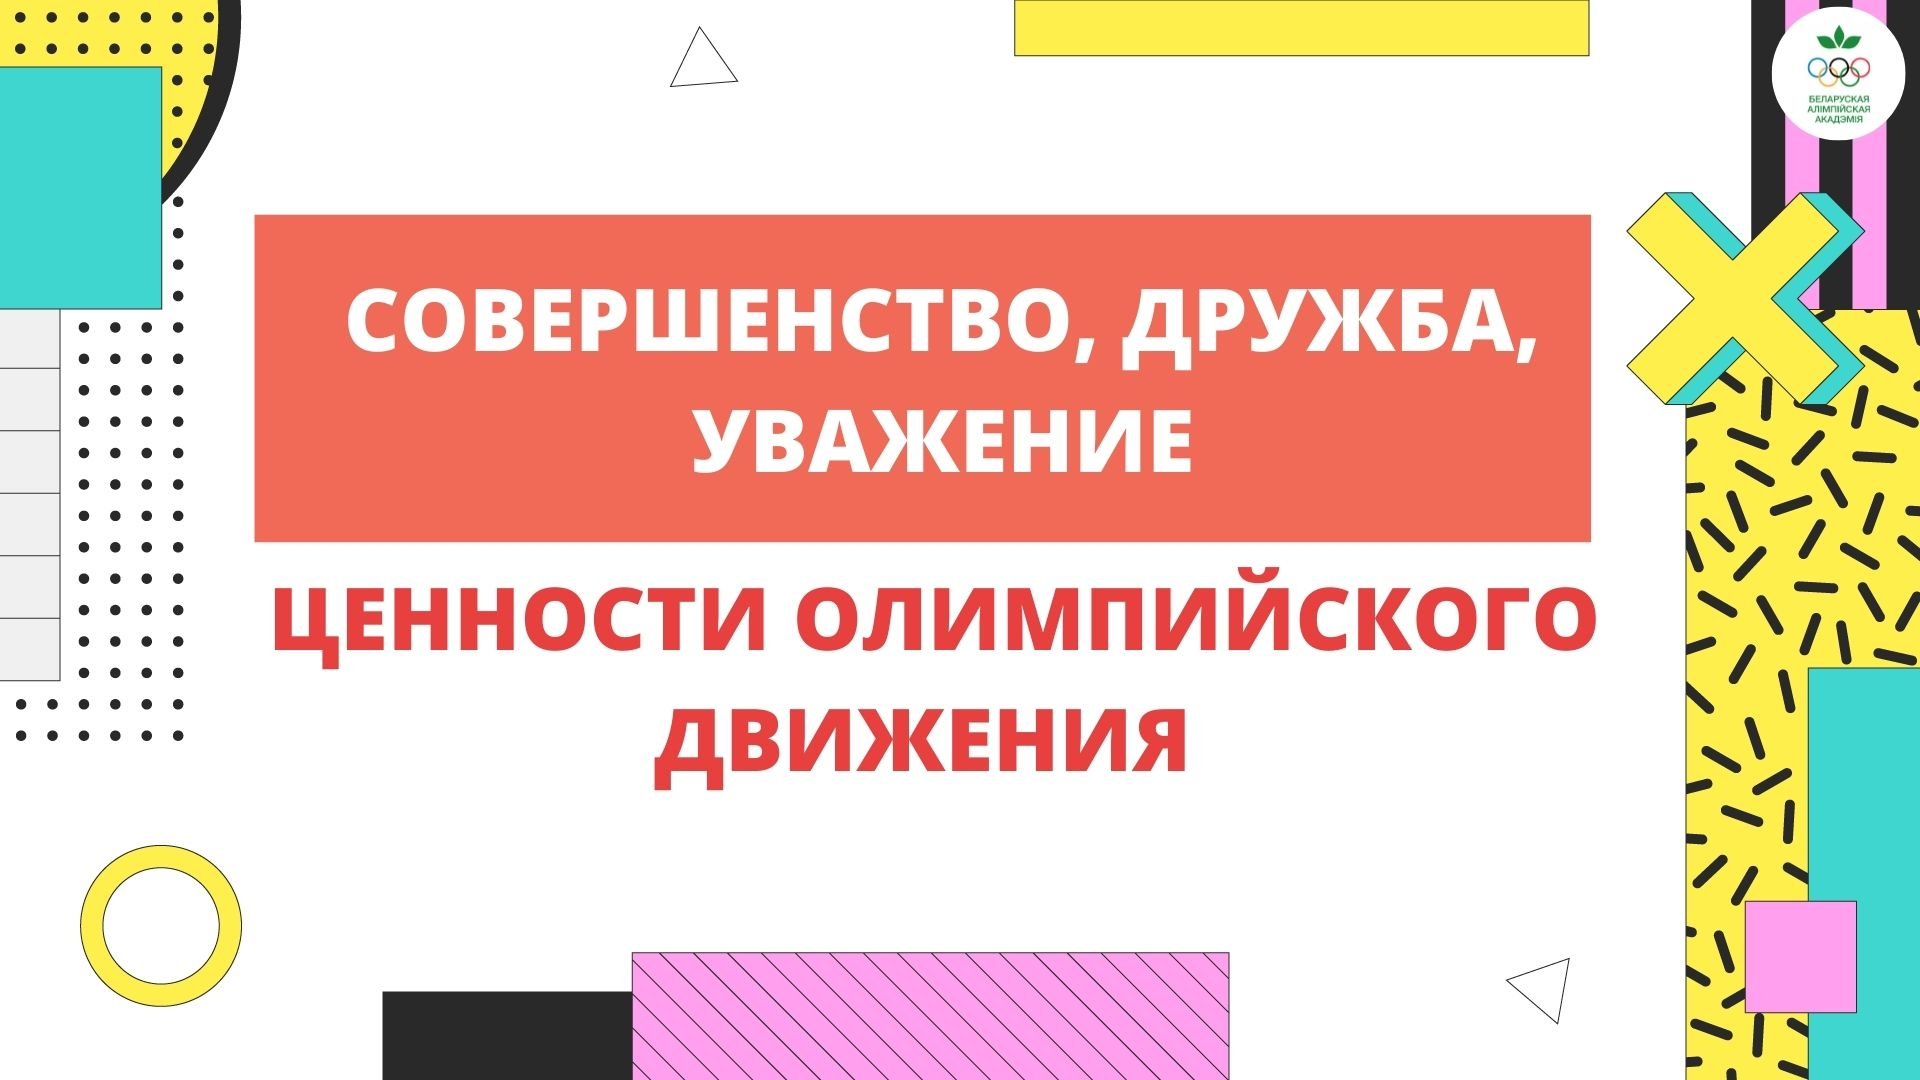 БЕЛАРУСКАЯ
АЛІМПІЙСКАЯ
АКАДЭМІЯ
СОВЕРШЕНСТВО, ДРУЖБА,
УВАЖЕНИЕ
ЦЕННОСТИ ОЛИМПИЙСКОГО
ДВИЖЕНИЯ